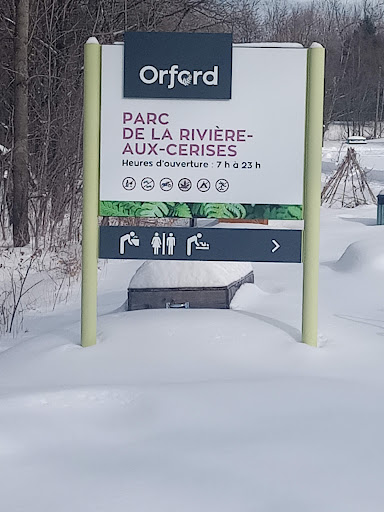 Orford
PARC
DE LA RIVIÈRE-
AUX-CERISES
Heures d'ouverture : 7 h à 23 h